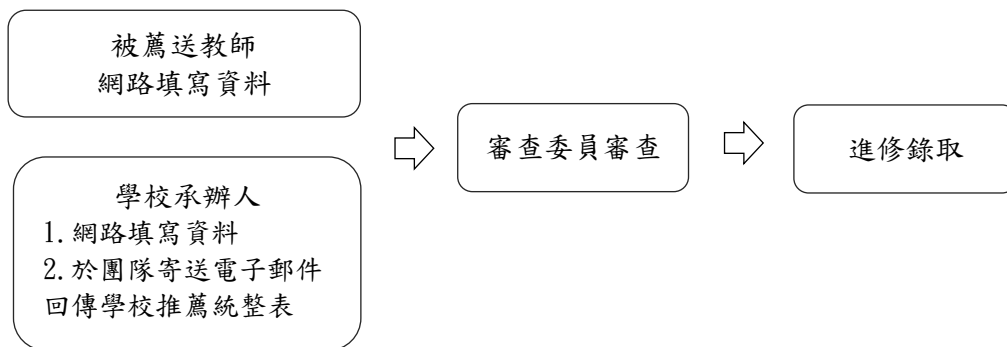 被薦送教師
網路填寫資料
學校承辦人
1. 網路填寫資料
2. 於團隊寄送電子郵件
回傳學校推薦統整表
審查委員審查
進修錄取